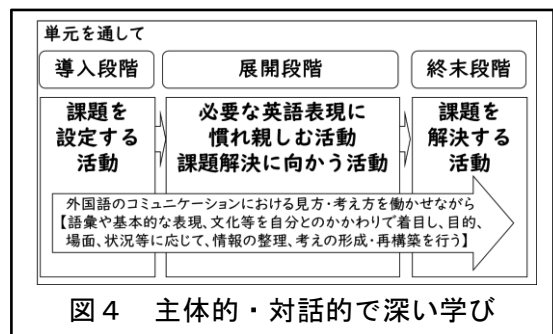 単元を通して
導入段階
展開段階
終末段階
課題を
設定する
活動
必要な英語表現に
慣れ親しむ活動
課題解決に向かう活動
課題を
解決する
活動
外国語のコミュニケーションにおける見方・考え方を働かせながら
【語彙や基本的な表現、文化等を自分とのかかわりで着目し、目的、
場面、状況等に応じて、情報の整理、考えの形成・再構築を行う】
図４ 主体的・対話的で深い学び